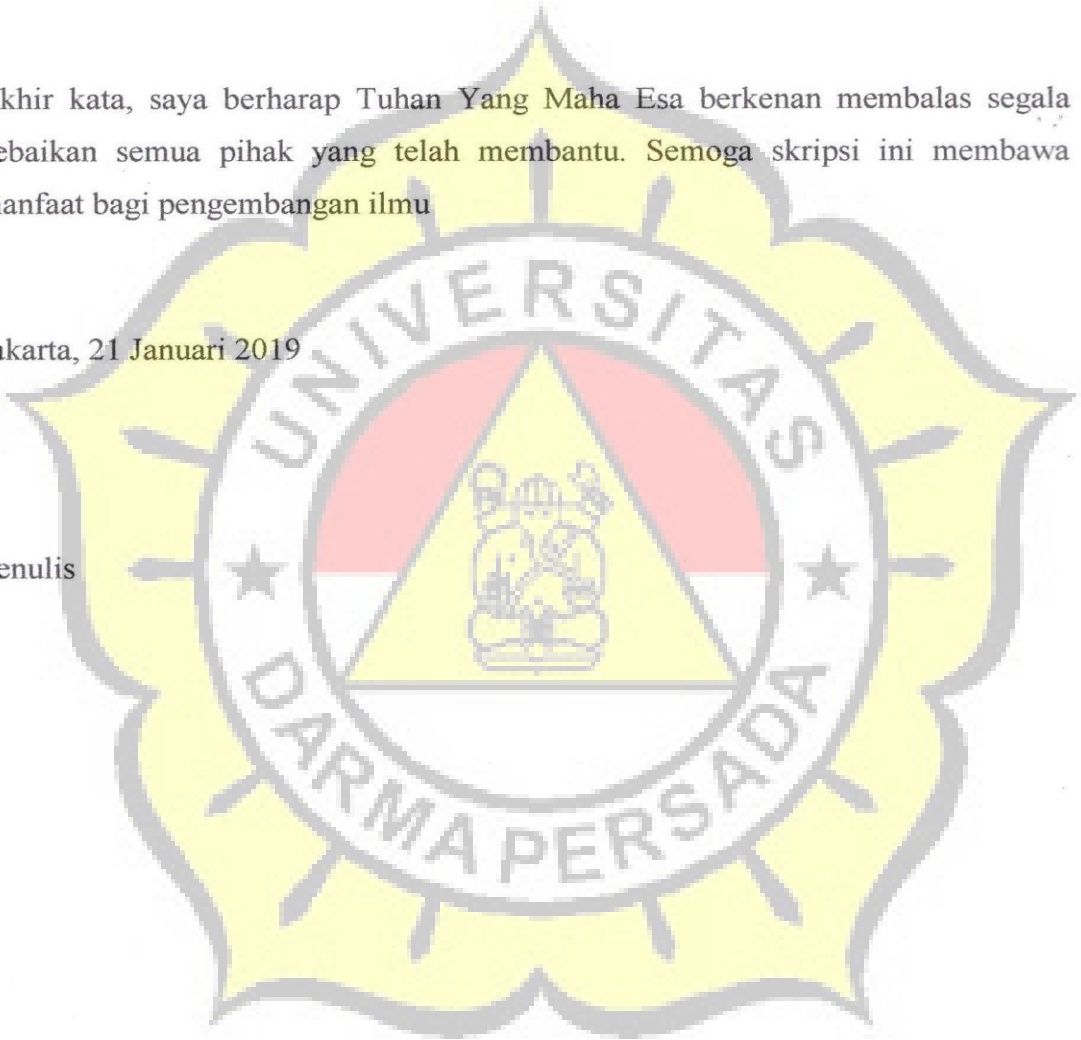 khir kata, saya berharap Tuhan Yang Maha Esa berkenan membalas segala
ebaikan semua pihak yang telah membantu. Semoga skripsi ini membawa
anfaat bagi pengembangan ilmu
karta, 21 Januari 2019
enulis
UNIVERSITAS
DARMA PERSADA